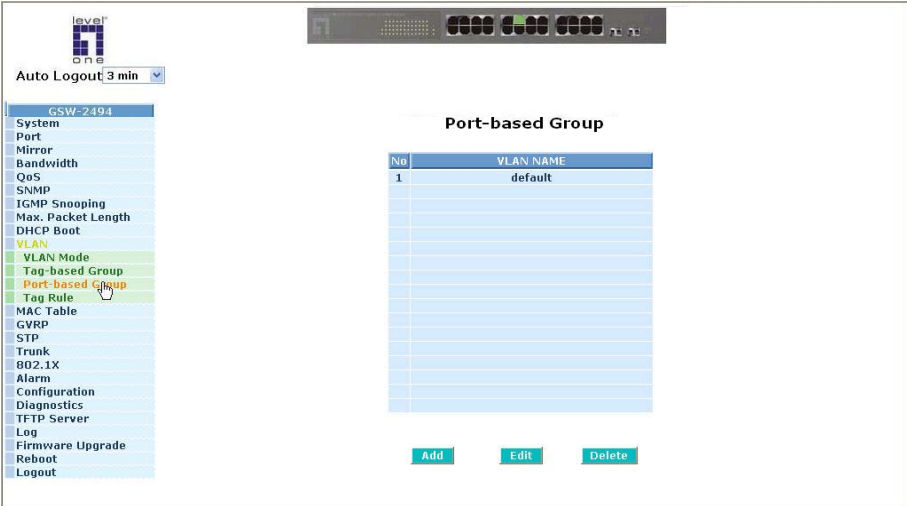 level
one
Auto Logout 3 min
GSW-2494
System
Port
Mirror
Bandwidth
QoS
SNMP
IGMP Snooping
Max. Packet Length
DHCP Boot
VLAN
VLAN Mode
Tag-based Group
Port-based Group
Tag Rule
MAC Table
GVRP
STP
Trunk
802.1X
Alarm
Configuration
Diagnostics
TFTP Server
Log
Firmware Upgrade
Reboot
Logout
Port-based Group
No VLAN NAME
1 default
Add Edit Delete